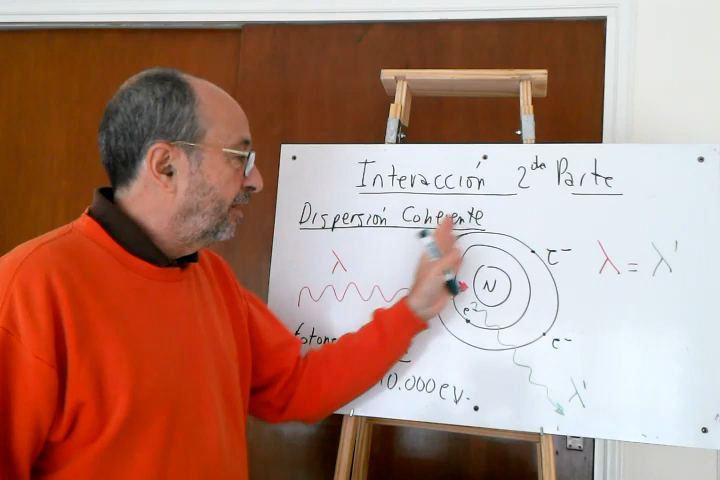 Interacción 2da Parte
Dispersión Coherente
λ
λ = λ'
N
e-
e-
e-
10.000 ev.
λ'